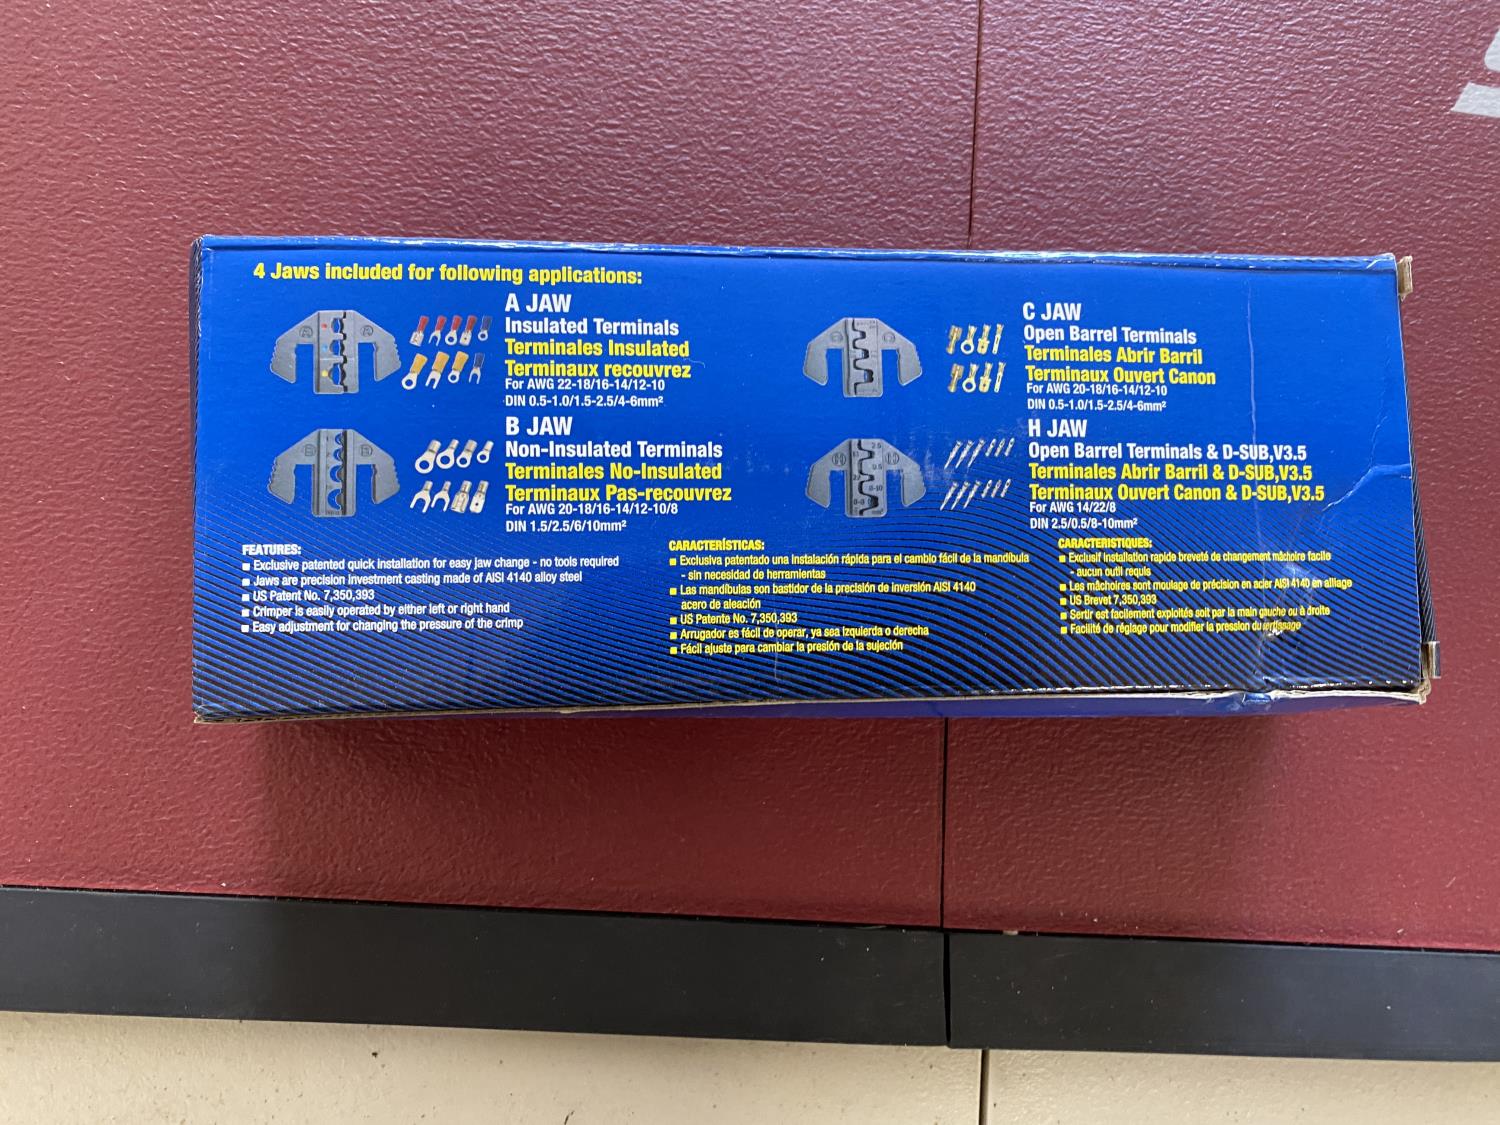 4 Jaws included for following applications:
A JAW
Insulated Terminals
Terminales Insulated
Terminaux recouvrez
For AWG 22-18/16-14/12-10
DIN 0.5-1.0/1.5-2.5/4-6mm²
B JAW
Non-Insulated Terminals
Terminales No-Insulated
Terminaux Pas-recouvrez
For AWG 20-18/16-14/12-10/8
DIN 1.5/2.5/6/10mm²
C JAW
Open Barrel Terminals
Terminales Abrir Barril
Terminaux Ouvert Canon
For AWG 20-18/16-14/12-10
DIN 0.5-1.0/1.5-2.5/4-6mm²
H JAW
Open Barrel Terminals & D-SUB,V3.5
Terminales Abrir Barril & D-SUB,V3.5
Terminaux Ouvert Canon & D-SUB,V3.5
For AWG 14/22/8
DIN 2.5/0.5/8-10mm²
FEATURES:
■ Exclusive patented quick installation for easy jaw change - no tools required
■ Jaws are precision investment casting made of AISI 4140 alloy steel
■ US Patent No. 7,350,393
■ Crimper is easily operated by either left or right hand
■ Easy adjustment for changing the pressure of the crimp
CARACTERÍSTICAS:
■ Exclusiva patentado una instalación rápida para el cambio fácil de la mandíbula
- sin necesidad de herramientas
■ Las mandíbulas son bastidor de la precisión de inversión AISI 4140
acero de aleación
■ US Patente No. 7,350,393
■ Arrugador es fácil de operar, ya sea izquierda o derecha
■ Fácil ajuste para cambiar la presión de la sujeción
CARACTERISTIQUES:
■ Exclusif installation rapide breveté de changement mâchoire facile
- aucun outil requis
■ Les mâchoires sont moulage de précision en acier AISI 4140 en alliage
■ US Brevet 7,350,393
■ Sertir est facilement exploités soit par la main gauche ou à droite
■ Facilité de réglage pour modifier la pression du sertissage